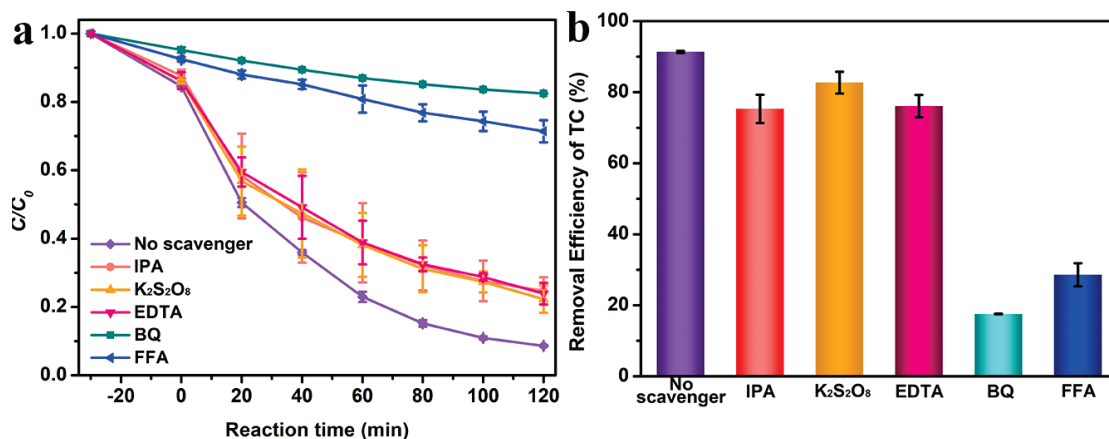 a
1.0
0.8
0.6
0.4
0.2
0.0
C/C₀
No scavenger
IPA
K₂S₂O₈
EDTA
BQ
FFA
-20 0 20 40 60 80 100 120
Reaction time (min)
b
100
80
60
40
20
0
Removal Efficiency of TC (%)
No scavenger IPA K₂S₂O₈ EDTA BQ FFA